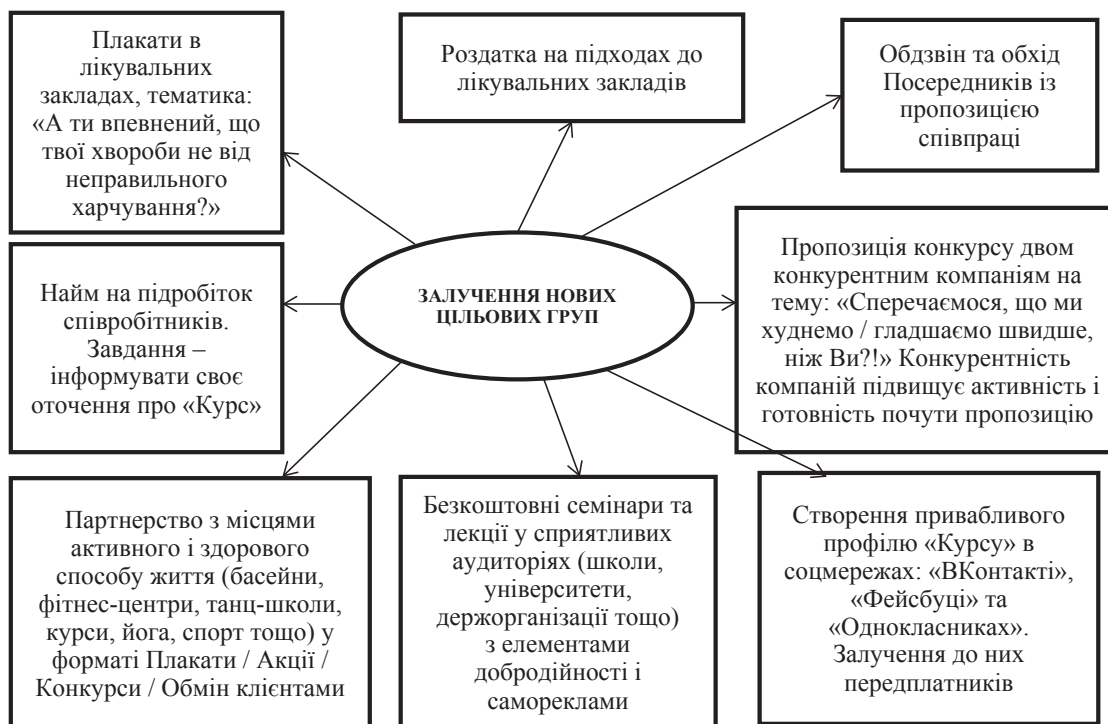 Плакати в
лікувальних
закладах, тематика:
«А ти впевнений, що
твої хвороби не від
неправильного
харчування?»
Роздатка на підходах до
лікувальних закладів
Обдзвін та обхід
Посередників із
пропозицією
співпраці
Найм на підробіток
співробітників.
Завдання –
інформувати своє
оточення про «Курс»
ЗАЛУЧЕННЯ НОВИХ
ЦІЛЬОВИХ ГРУП
Пропозиція конкурсу двом
конкурентним компаніям на
тему: «Сперечаємося, що ми
худнемо / гладшаємо швидше,
ніж Ви?!» Конкурентність
компаній підвищує активність і
готовність почути пропозицію
Партнерство з місцями
активного і здорового
способу життя (басейни,
фітнес-центри, танц-школи,
курси, йога, спорт тощо) у
форматі Плакати / Акції /
Конкурси / Обмін клієнтами
Безкоштовні семінари та
лекції у сприятливих
аудиторіях (школи,
університети,
держорганізації тощо)
з елементами
добродійності і
самореклами
Створення привабливого
профілю «Курсу» в
соцмережах: «ВКонтакті»,
«Фейсбуці» та
«Однокласниках».
Залучення до них
передплатників